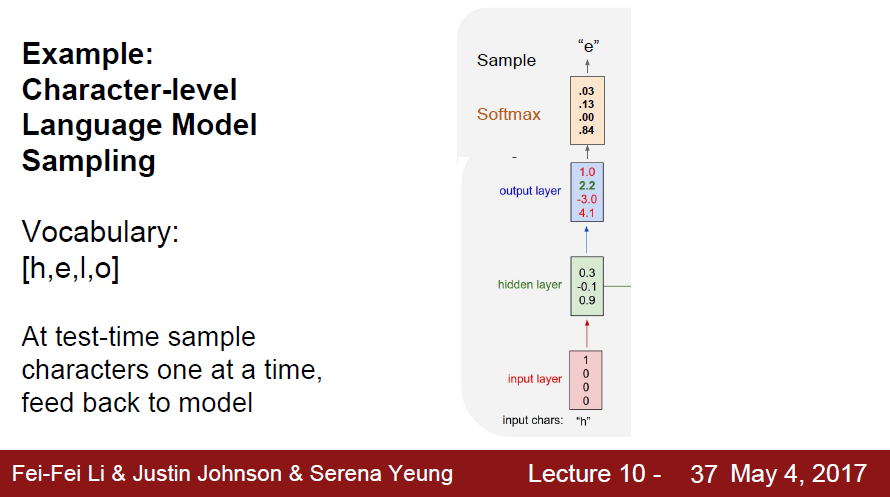 Example:
Character-level
Language Model
Sampling
Vocabulary:
[h,e,l,o]
At test-time sample
characters one at a time,
feed back to model
Sample
“e”
Softmax
.03
.13
.00
.84
output layer
1.0
2.2
-3.0
4.1
hidden layer
0.3
-0.1
0.9
input layer
1
0
0
0
input chars: “h”
Fei-Fei Li & Justin Johnson & Serena Yeung Lecture 10 - 37 May 4, 2017